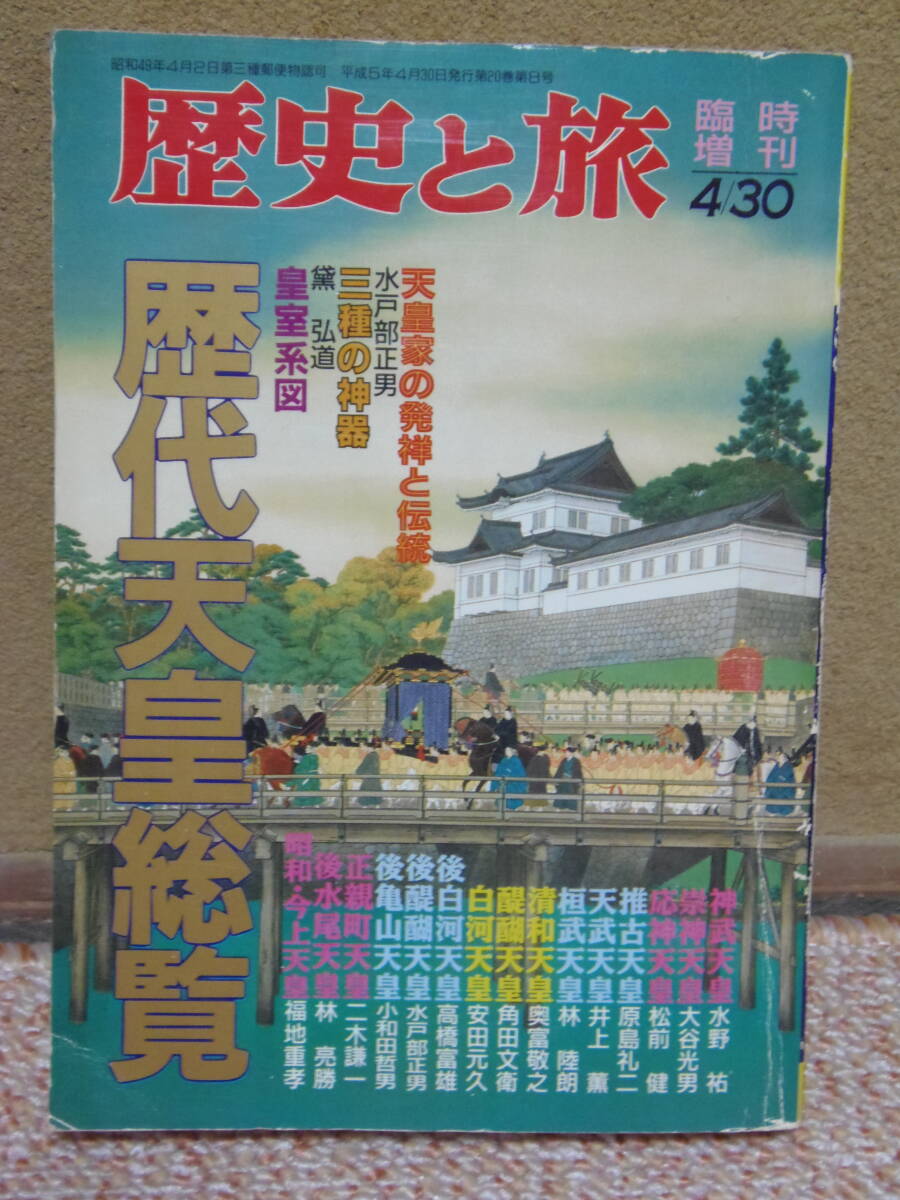 昭和49年4月2日第三種郵便物認可 平成5年4月30日発行第20巻第8号
歴史と旅
臨時
増刊
4/30
天皇家の発祥と伝統
水戸部正男
三種の神器
黛 弘道
皇室系図
歴代天皇総覧
神武天皇 水野 祐
崇神天皇 大谷光男
応神天皇 松前 健
推古天皇 原島礼二
天武天皇 井上 薫
桓武天皇 林 陸朗
清和天皇 奥富敬之
醍醐天皇 角田文衛
白河天皇 安田元久
後白河天皇 高橋富雄
後醍醐天皇 水戸部正男
後亀山天皇 小和田哲男
正親町天皇 二木謙一
後水尾天皇 林 亮勝
昭和・今上天皇 福地重孝